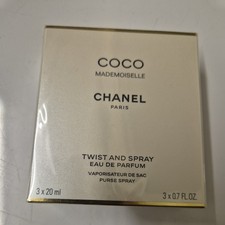 COCO
MADEMOISELLE
CHANEL
PARIS
TWIST AND SPRAY
EAU DE PARFUM
VAPORISATEUR DE SAC
PURSE SPRAY
3 x 20 ml 3 x 0.7 FL. OZ.